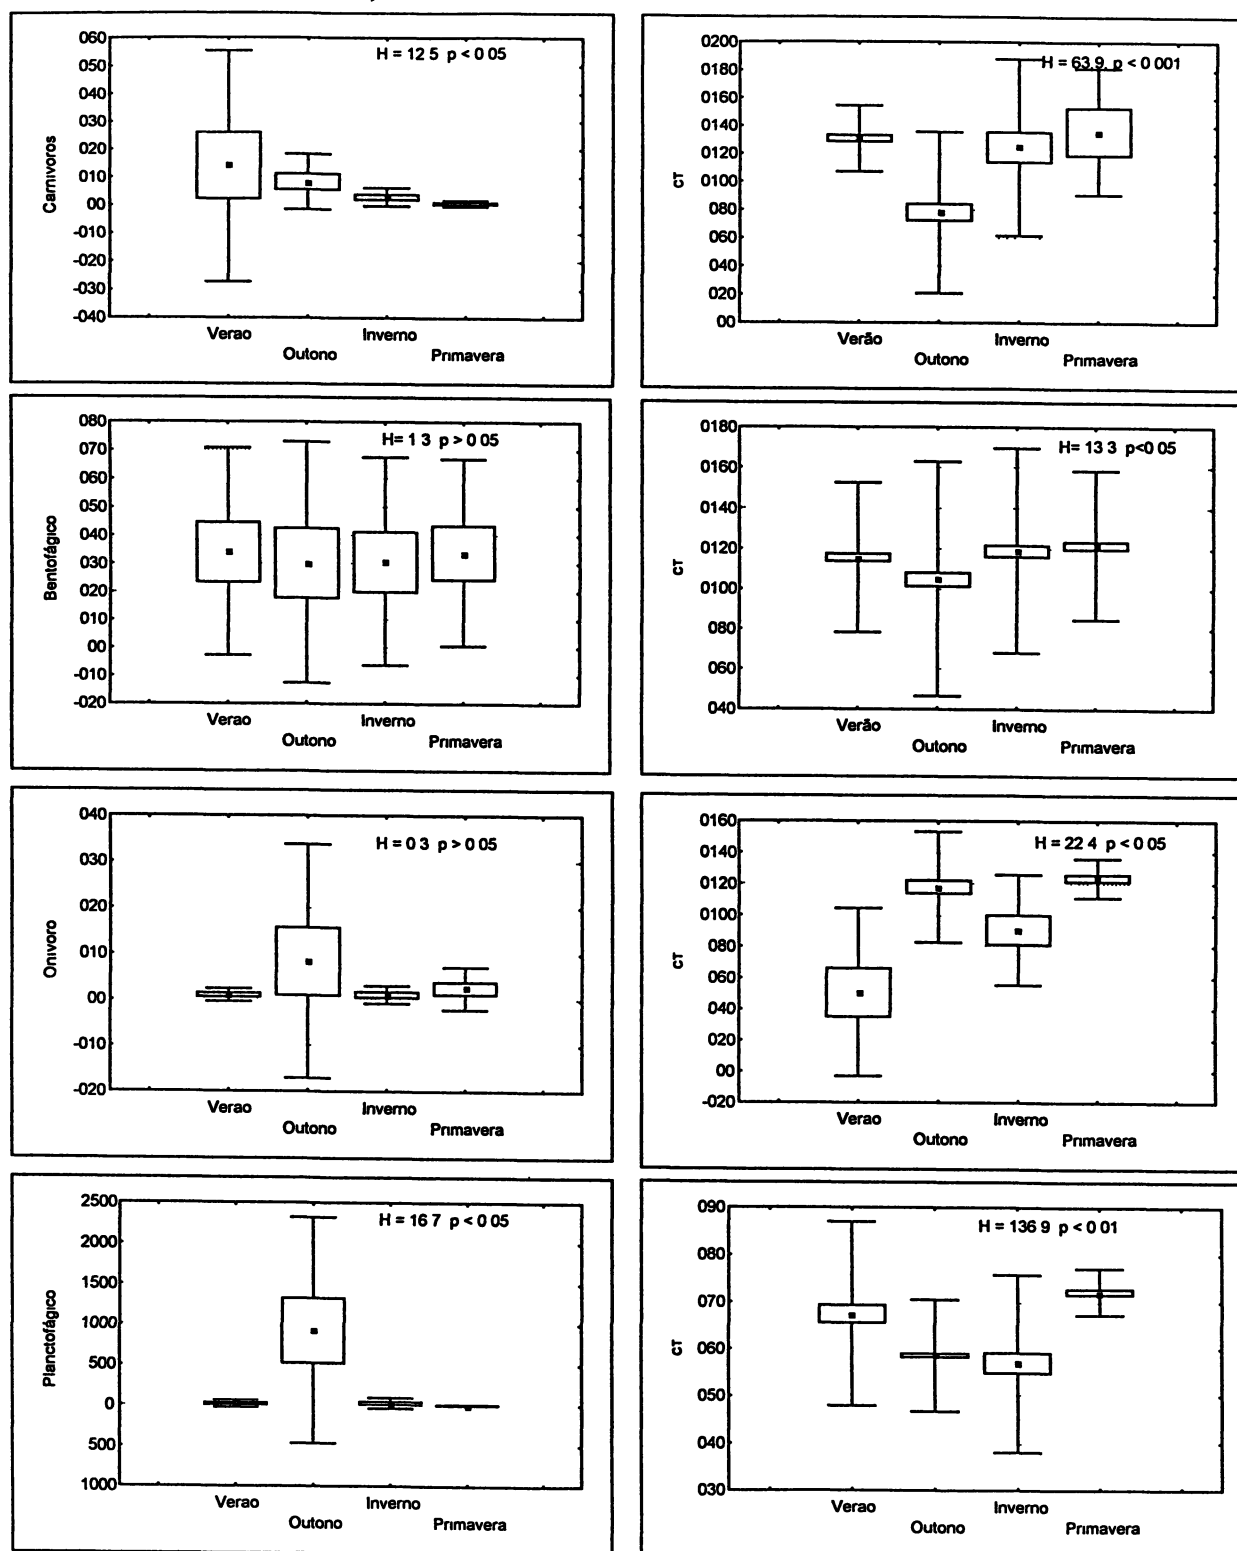 H = 12 5 p < 0 05
060
050
040
030
020
010
00
-010
-020
-030
-040
Carnivoros
Verao
Inverno
Outono
Primavera
H = 63 9. p < 0 001
0200
0180
0160
0140
0120
0100
080
060
040
020
00
CT
Verão
Inverno
Outono
Primavera
H= 1 3 p > 0 05
080
070
060
050
040
030
020
010
00
-010
-020
Bentofágico
Verao
Inverno
Outono
Primavera
H= 13 3 p<0 05
0180
0160
0140
0120
0100
080
060
040
CT
Verão
Inverno
Outono
Primavera
H = 0 3 p > 0 05
040
030
020
010
00
-010
-020
Onivoro
Verao
Inverno
Outono
Primavera
H = 22 4 p < 0 05
0160
0140
0120
0100
080
060
040
020
00
-020
CT
Verao
Inverno
Outono
Primavera
H = 16 7 p < 0 05
2500
2000
1500
1000
500
0
500
1000
Planctofágico
Verao
Inverno
Outono
Primavera
H = 136 9 p < 0 01
090
080
070
060
050
040
030
CT
Verao
Inverno
Outono
Primavera